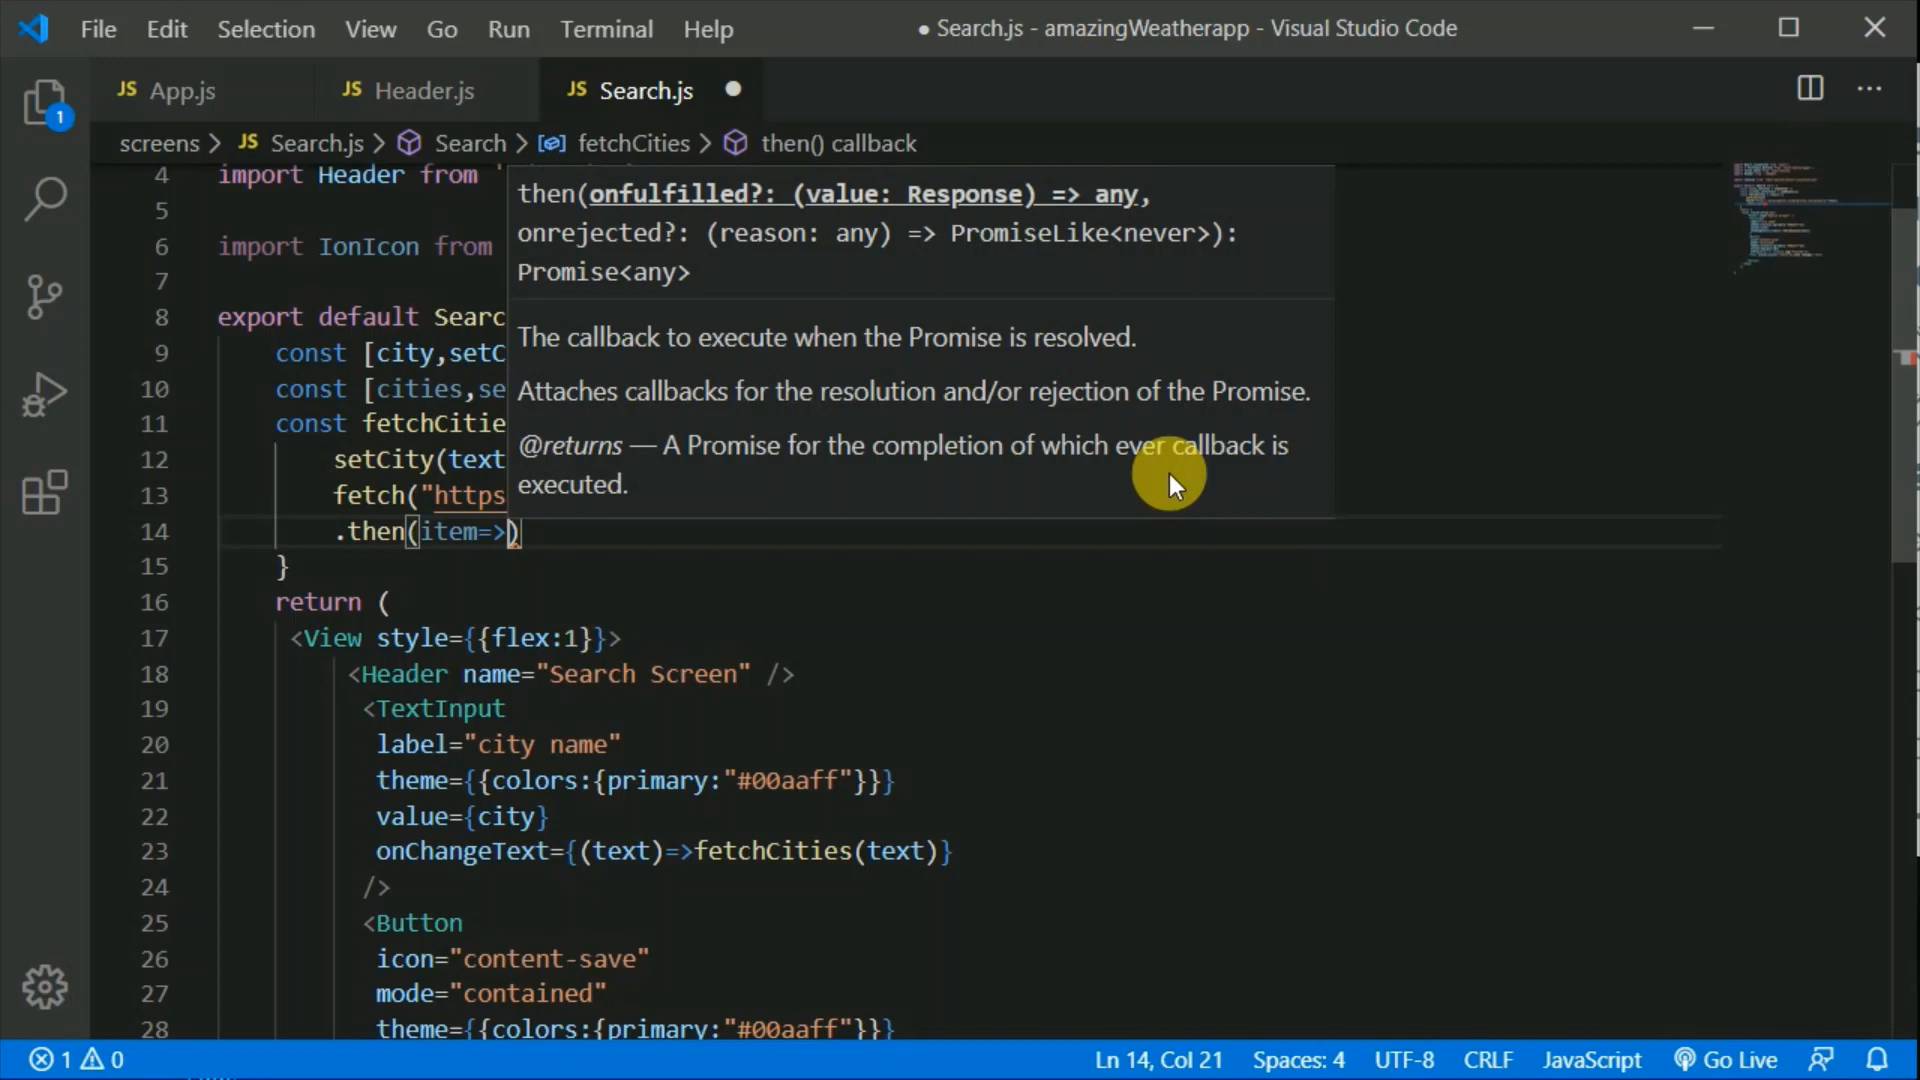 File Edit Selection View Go Run Terminal Help ● Search.js - amazingWeatherapp - Visual Studio Code
JS App.js JS Header.js JS Search.js
1
screens > JS Search.js > Search > fetchCities > then() callback
4 import Header from '
5
6 import IonIcon from
7
8 export default Searc
9 const [city,setC
10 const [cities,se
11 const fetchCitie
12 setCity(text
13 fetch("https
14 .then(item=>)
then(onfulfilled?: (value: Response) => any,
onrejected?: (reason: any) => PromiseLike<never>):
Promise<any>
The callback to execute when the Promise is resolved.
Attaches callbacks for the resolution and/or rejection of the Promise.
@returns — A Promise for the completion of which ever callback is
executed.
15 }
16 return (
17 <View style={{flex:1}}>
18 <Header name="Search Screen" />
19 <TextInput
20 label="city name"
21 theme={{colors:{primary:"#00aaff"}}}
22 value={city}
23 onChangeText={(text)=>fetchCities(text)}
24 />
25 <Button
26 icon="content-save"
27 mode="contained"
28 theme={{colors:{primary:"#00aaff"}}}
1 0 Ln 14, Col 21 Spaces: 4 UTF-8 CRLF JavaScript Go Live